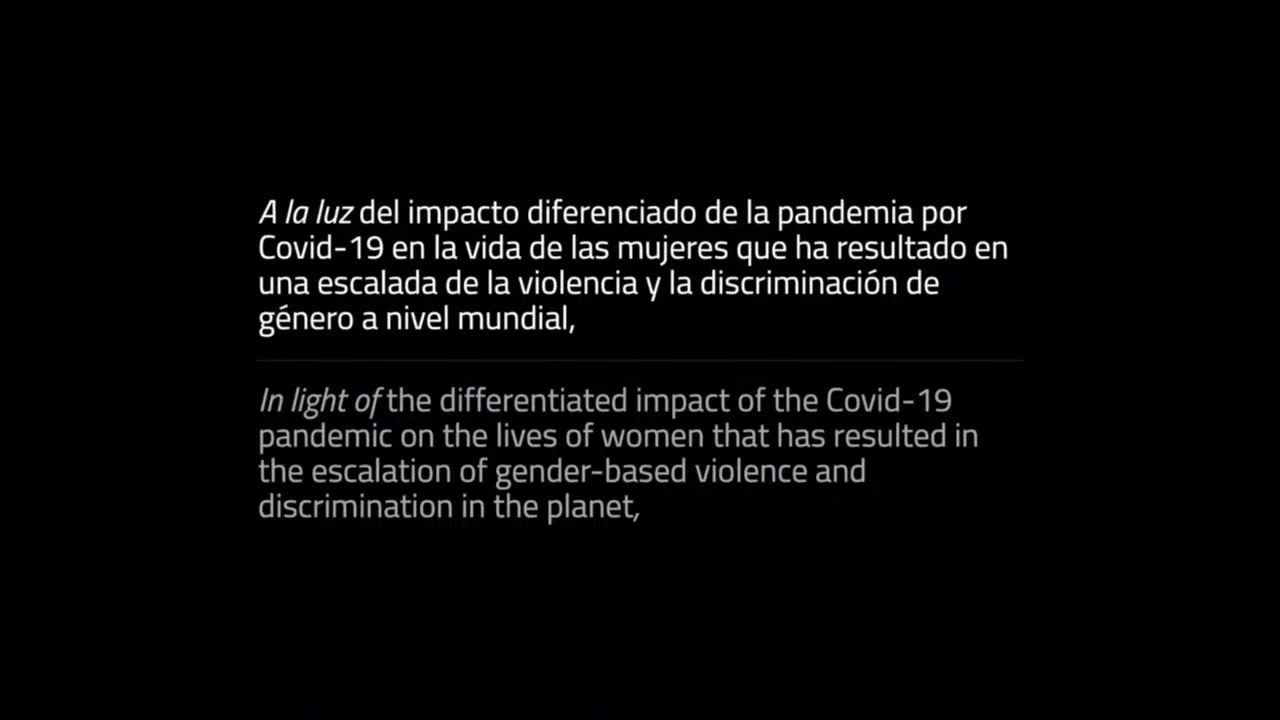 A la luz del impacto diferenciado de la pandemia por
Covid-19 en la vida de las mujeres que ha resultado en
una escalada de la violencia y la discriminación de
género a nivel mundial,
In light of the differentiated impact of the Covid-19
pandemic on the lives of women that has resulted in
the escalation of gender-based violence and
discrimination in the planet,